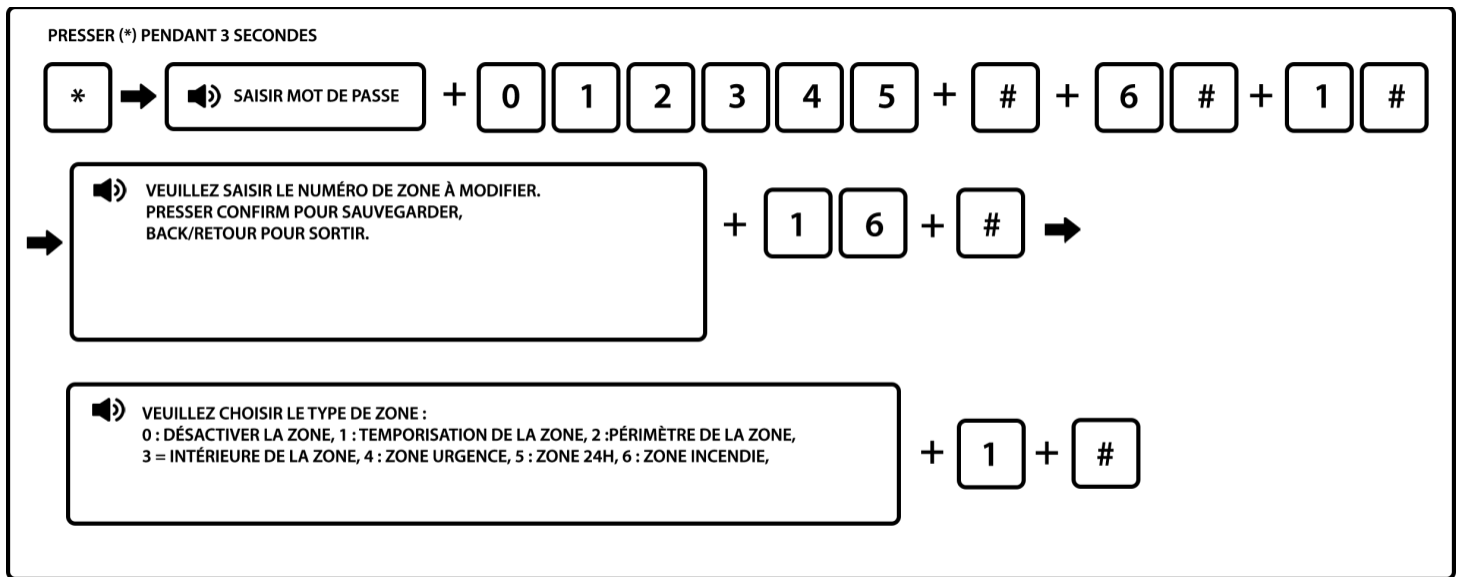 PRESSER (*) PENDANT 3 SECONDES
* SAISIR MOT DE PASSE + 0 1 2 3 4 5 + # + 6 # + 1 #
VEUILLEZ SAISIR LE NUMÉRO DE ZONE À MODIFIER.
PRESSER CONFIRM POUR SAUVEGARDER,
BACK/RETOUR POUR SORTIR.
+ 1 6 + #
VEUILLEZ CHOISIR LE TYPE DE ZONE :
0 : DÉSACTIVER LA ZONE, 1 : TEMPORISATION DE LA ZONE, 2 :PÉRIMÈTRE DE LA ZONE,
3 = INTÉRIEURE DE LA ZONE, 4 : ZONE URGENCE, 5 : ZONE 24H, 6 : ZONE INCENDIE,
+ 1 + #